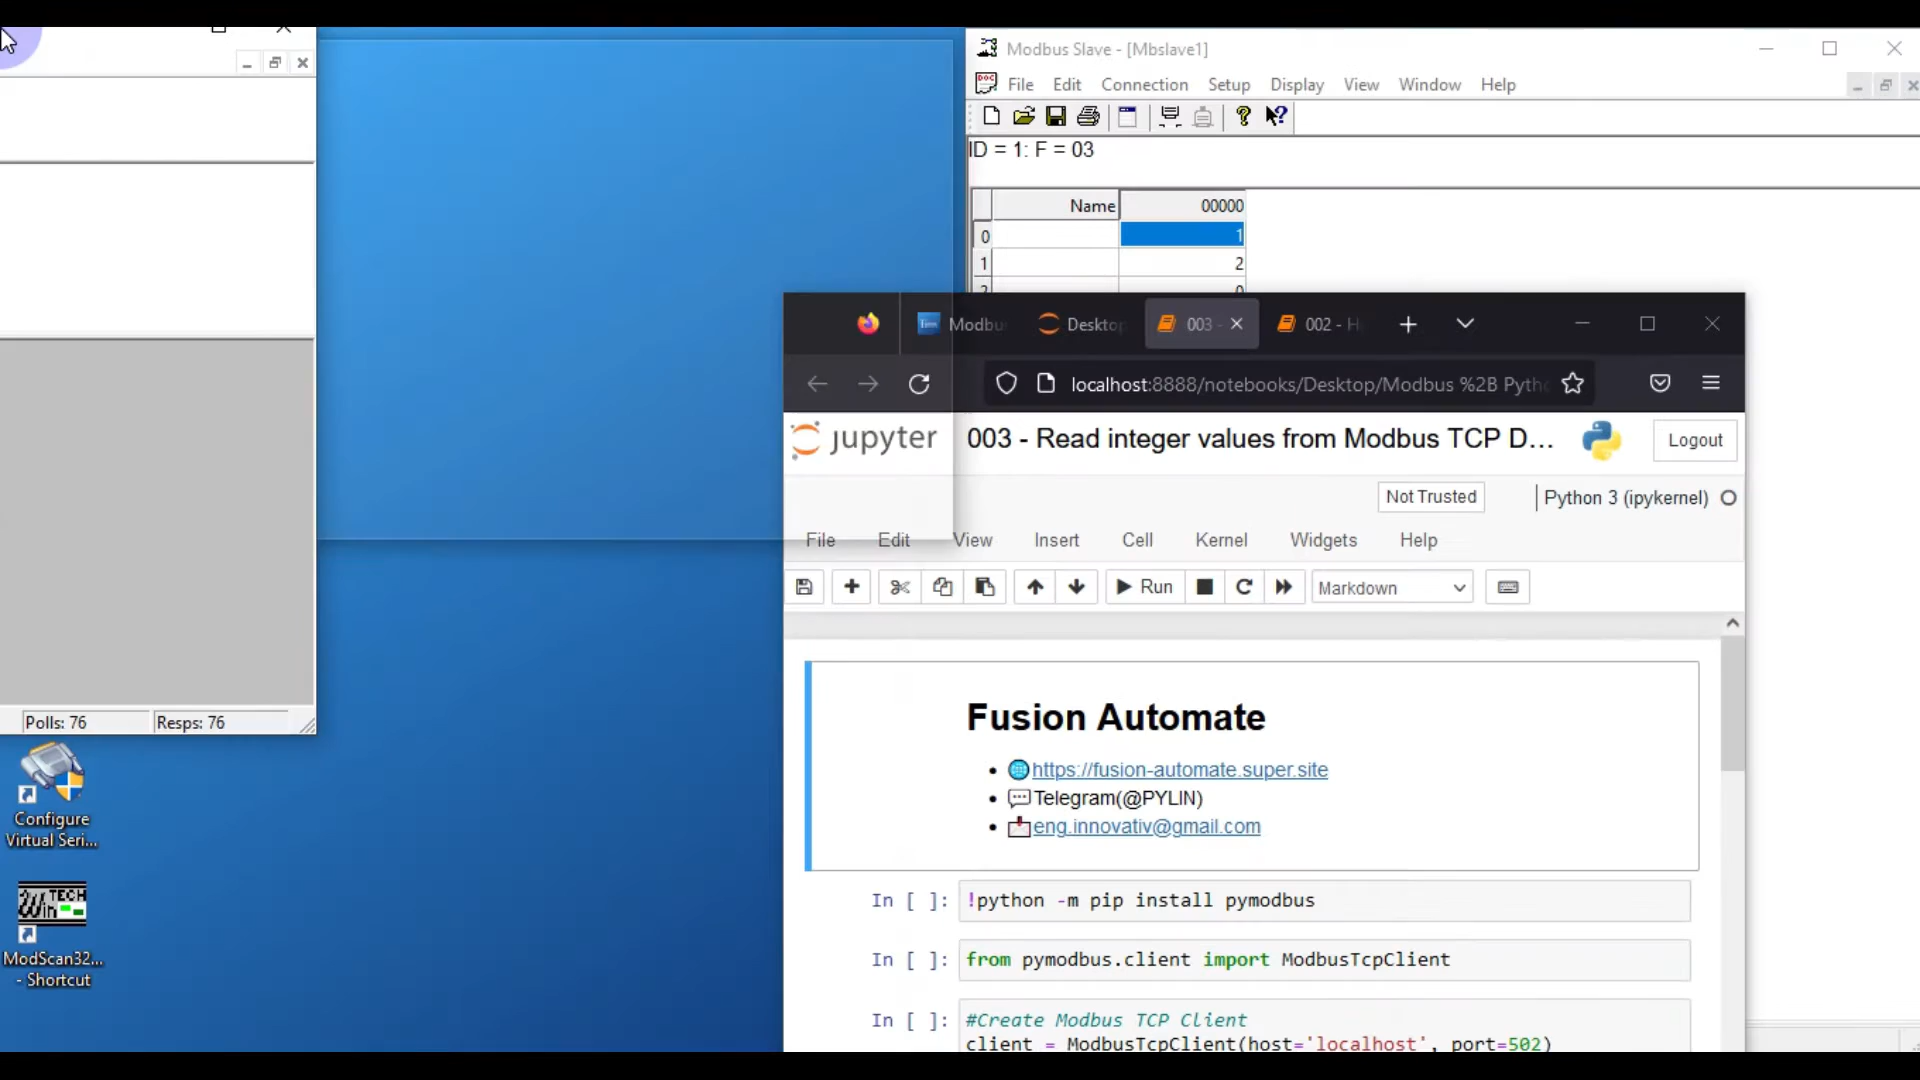 Modbus Slave - [Mbslave1]
File Edit Connection Setup Display View Window Help
ID = 1: F = 03
Name 00000
0 1
1 2
Modbu
Desktop
003 -
002 - H
localhost:8888/notebooks/Desktop/Modbus %2B Pyth
jupyter
003 - Read integer values from Modbus TCP D...
Logout
Not Trusted
Python 3 (ipykernel)
File Edit View Insert Cell Kernel Widgets Help
Run
Markdown
Fusion Automate
https://fusion-automate.super.site
Telegram(@PYLIN)
eng.innovativ@gmail.com
In [ ]: !python -m pip install pymodbus
In [ ]: from pymodbus.client import ModbusTcpClient
In [ ]: #Create Modbus TCP Client
client = ModbusTcpClient(host='localhost', port=502)
Polls: 76
Resps: 76
Configure
Virtual Seri...
WinTECH
ModScan32...
- Shortcut